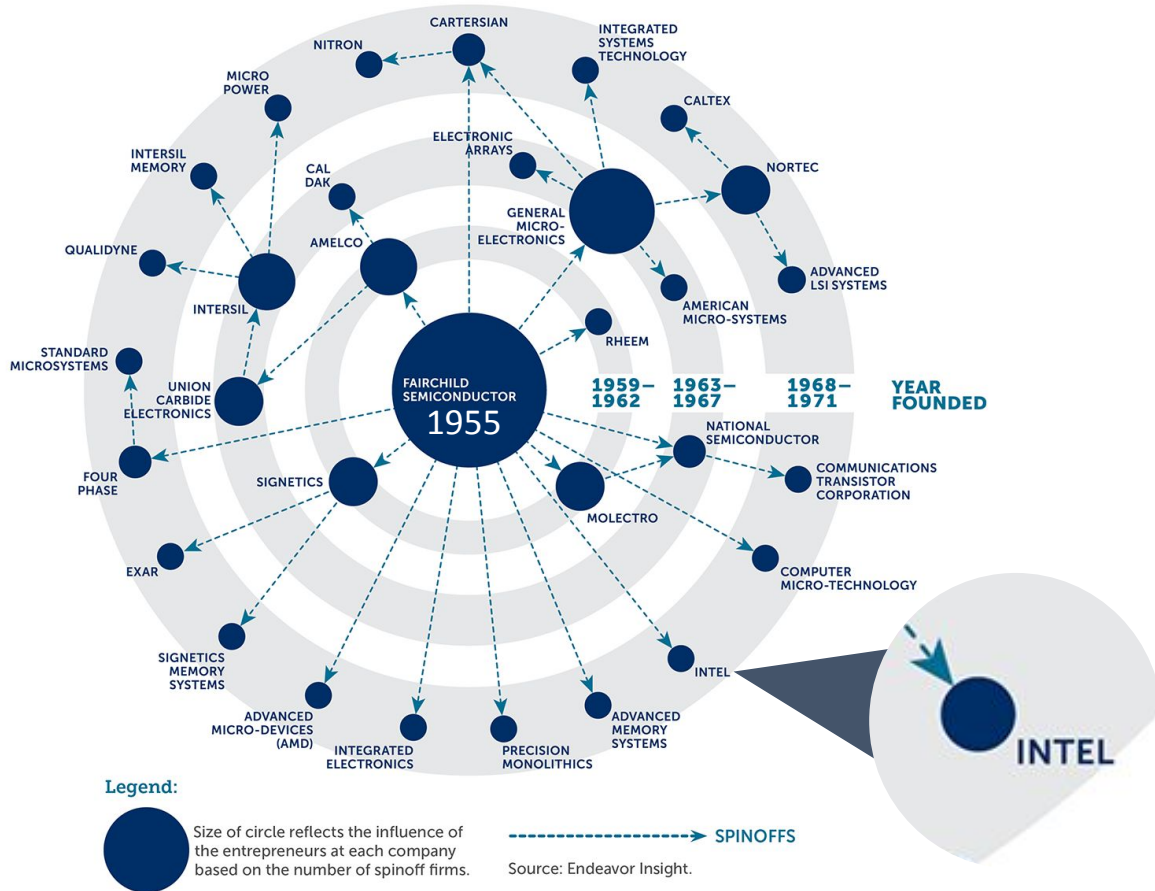 CARTERSIAN
NITRON
INTEGRATED
SYSTEMS
TECHNOLOGY
MICRO
POWER
CALTEX
ELECTRONIC
ARRAYS
INTERSIL
MEMORY
CAL
DAK
NORTEC
GENERAL
MICRO-
ELECTRONICS
QUALIDYNE
AMELCO
ADVANCED
LSI SYSTEMS
INTERSIL
AMERICAN
MICRO-SYSTEMS
RHEEM
STANDARD
MICROSYSTEMS
UNION
CARBIDE
ELECTRONICS
FAIRCHILD
SEMICONDUCTOR
1955
1959–
1962
1963–
1967
1968–
1971
YEAR
FOUNDED
NATIONAL
SEMICONDUCTOR
FOUR
PHASE
SIGNETICS
MOLECTRO
COMMUNICATIONS
TRANSISTOR
CORPORATION
EXAR
COMPUTER
MICRO-TECHNOLOGY
SIGNETICS
MEMORY
SYSTEMS
INTEL
ADVANCED
MICRO-DEVICES
(AMD)
INTEGRATED
ELECTRONICS
PRECISION
MONOLITHICS
ADVANCED
MEMORY
SYSTEMS
INTEL
Legend:
Size of circle reflects the influence of
the entrepreneurs at each company
based on the number of spinoff firms.
SPINOFFS
Source: Endeavor Insight.